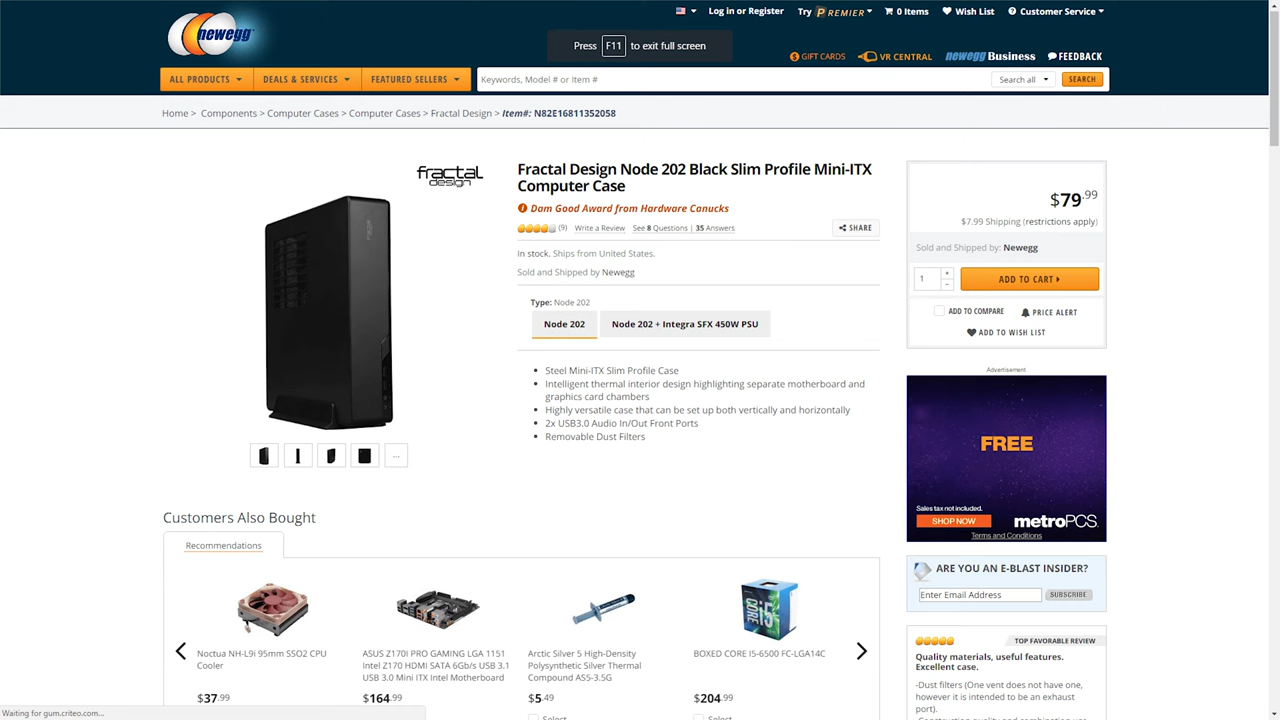 Log in or Register
Try PREMIER
0 Items
Wish List
Customer Service
newegg
Press F11 to exit full screen
GIFT CARDS
VR CENTRAL
newegg Business
FEEDBACK
ALL PRODUCTS
DEALS & SERVICES
FEATURED SELLERS
Keywords, Model # or Item #
Search all
SEARCH
Home > Components > Computer Cases > Computer Cases > Fractal Design > Item#: N82E16811352058
fractal
design
Fractal Design Node 202 Black Slim Profile Mini-ITX
Computer Case
Dam Good Award from Hardware Canucks
(9) Write a Review See 8 Questions | 35 Answers
SHARE
In stock. Ships from United States.
Sold and Shipped by Newegg
Type: Node 202
Node 202
Node 202 + Integra SFX 450W PSU
Steel Mini-ITX Slim Profile Case
Intelligent thermal interior design highlighting separate motherboard and
graphics card chambers
Highly versatile case that can be set up both vertically and horizontally
2x USB3.0 Audio In/Out Front Ports
Removable Dust Filters
$79.99
$7.99 Shipping (restrictions apply)
Sold and Shipped by: Newegg
1
+
-
ADD TO CART
ADD TO COMPARE
PRICE ALERT
ADD TO WISH LIST
Advertisement
FREE
Sales tax not included.
SHOP NOW
metroPCS.
Terms and Conditions
...
Customers Also Bought
Recommendations
Noctua NH-L9i 95mm SSO2 CPU
Cooler
$37.99
ASUS Z170I PRO GAMING LGA 1151
Intel Z170 HDMI SATA 6Gb/s USB 3.1
USB 3.0 Mini ITX Intel Motherboard
$164.99
Arctic Silver 5 High-Density
Polysynthetic Silver Thermal
Compound AS5-3.5G
$5.49
Select
CORE
i5
BOXED CORE I5-6500 FC-LGA14C
$204.99
Select
ARE YOU AN E-BLAST INSIDER?
Enter Email Address
SUBSCRIBE
TOP FAVORABLE REVIEW
Quality materials, useful features.
Excellent case.
-Dust filters (One vent does not have one,
however it is intended to be an exhaust
port).
-Construction quality and combination use
Waiting for gum.criteo.com...